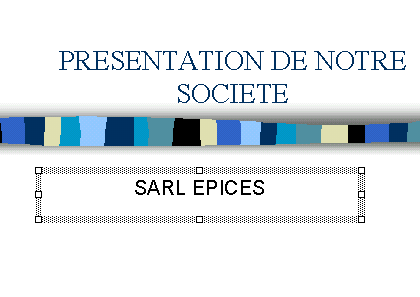 PRESENTATION DE NOTRE
SOCIETE
SARL EPICES